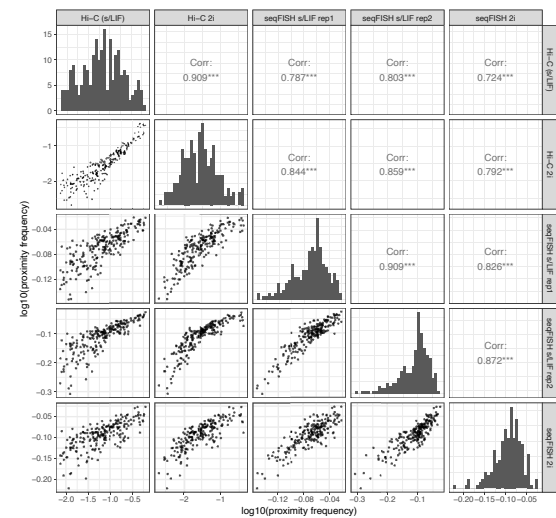 Hi-C (s/LIF) Hi-C 2i seqFISH s/LIF rep1 seqFISH s/LIF rep2 seqFISH 2i
15
10
5
0
Corr:
0.909***
Corr:
0.787***
Corr:
0.803***
Corr:
0.724***
Hi-C (s/LIF)
−1
−2
Corr:
0.844***
Corr:
0.859***
Corr:
0.792***
Hi-C 2i
−0.04
−0.08
−0.12
Corr:
0.909***
Corr:
0.826***
seqFISH s/LIF rep1
−0.1
−0.2
−0.3
Corr:
0.872***
seqFISH s/LIF rep2
−0.05
−0.10
−0.15
−0.20
seqFISH 2i
−2.0 −1.5 −1.0 −0.5 −2 −1 −0.12 −0.08 −0.04 −0.3 −0.2 −0.1 −0.20 −0.15 −0.10 −0.05
log10(proximity frequency)
log10(proximity frequency)